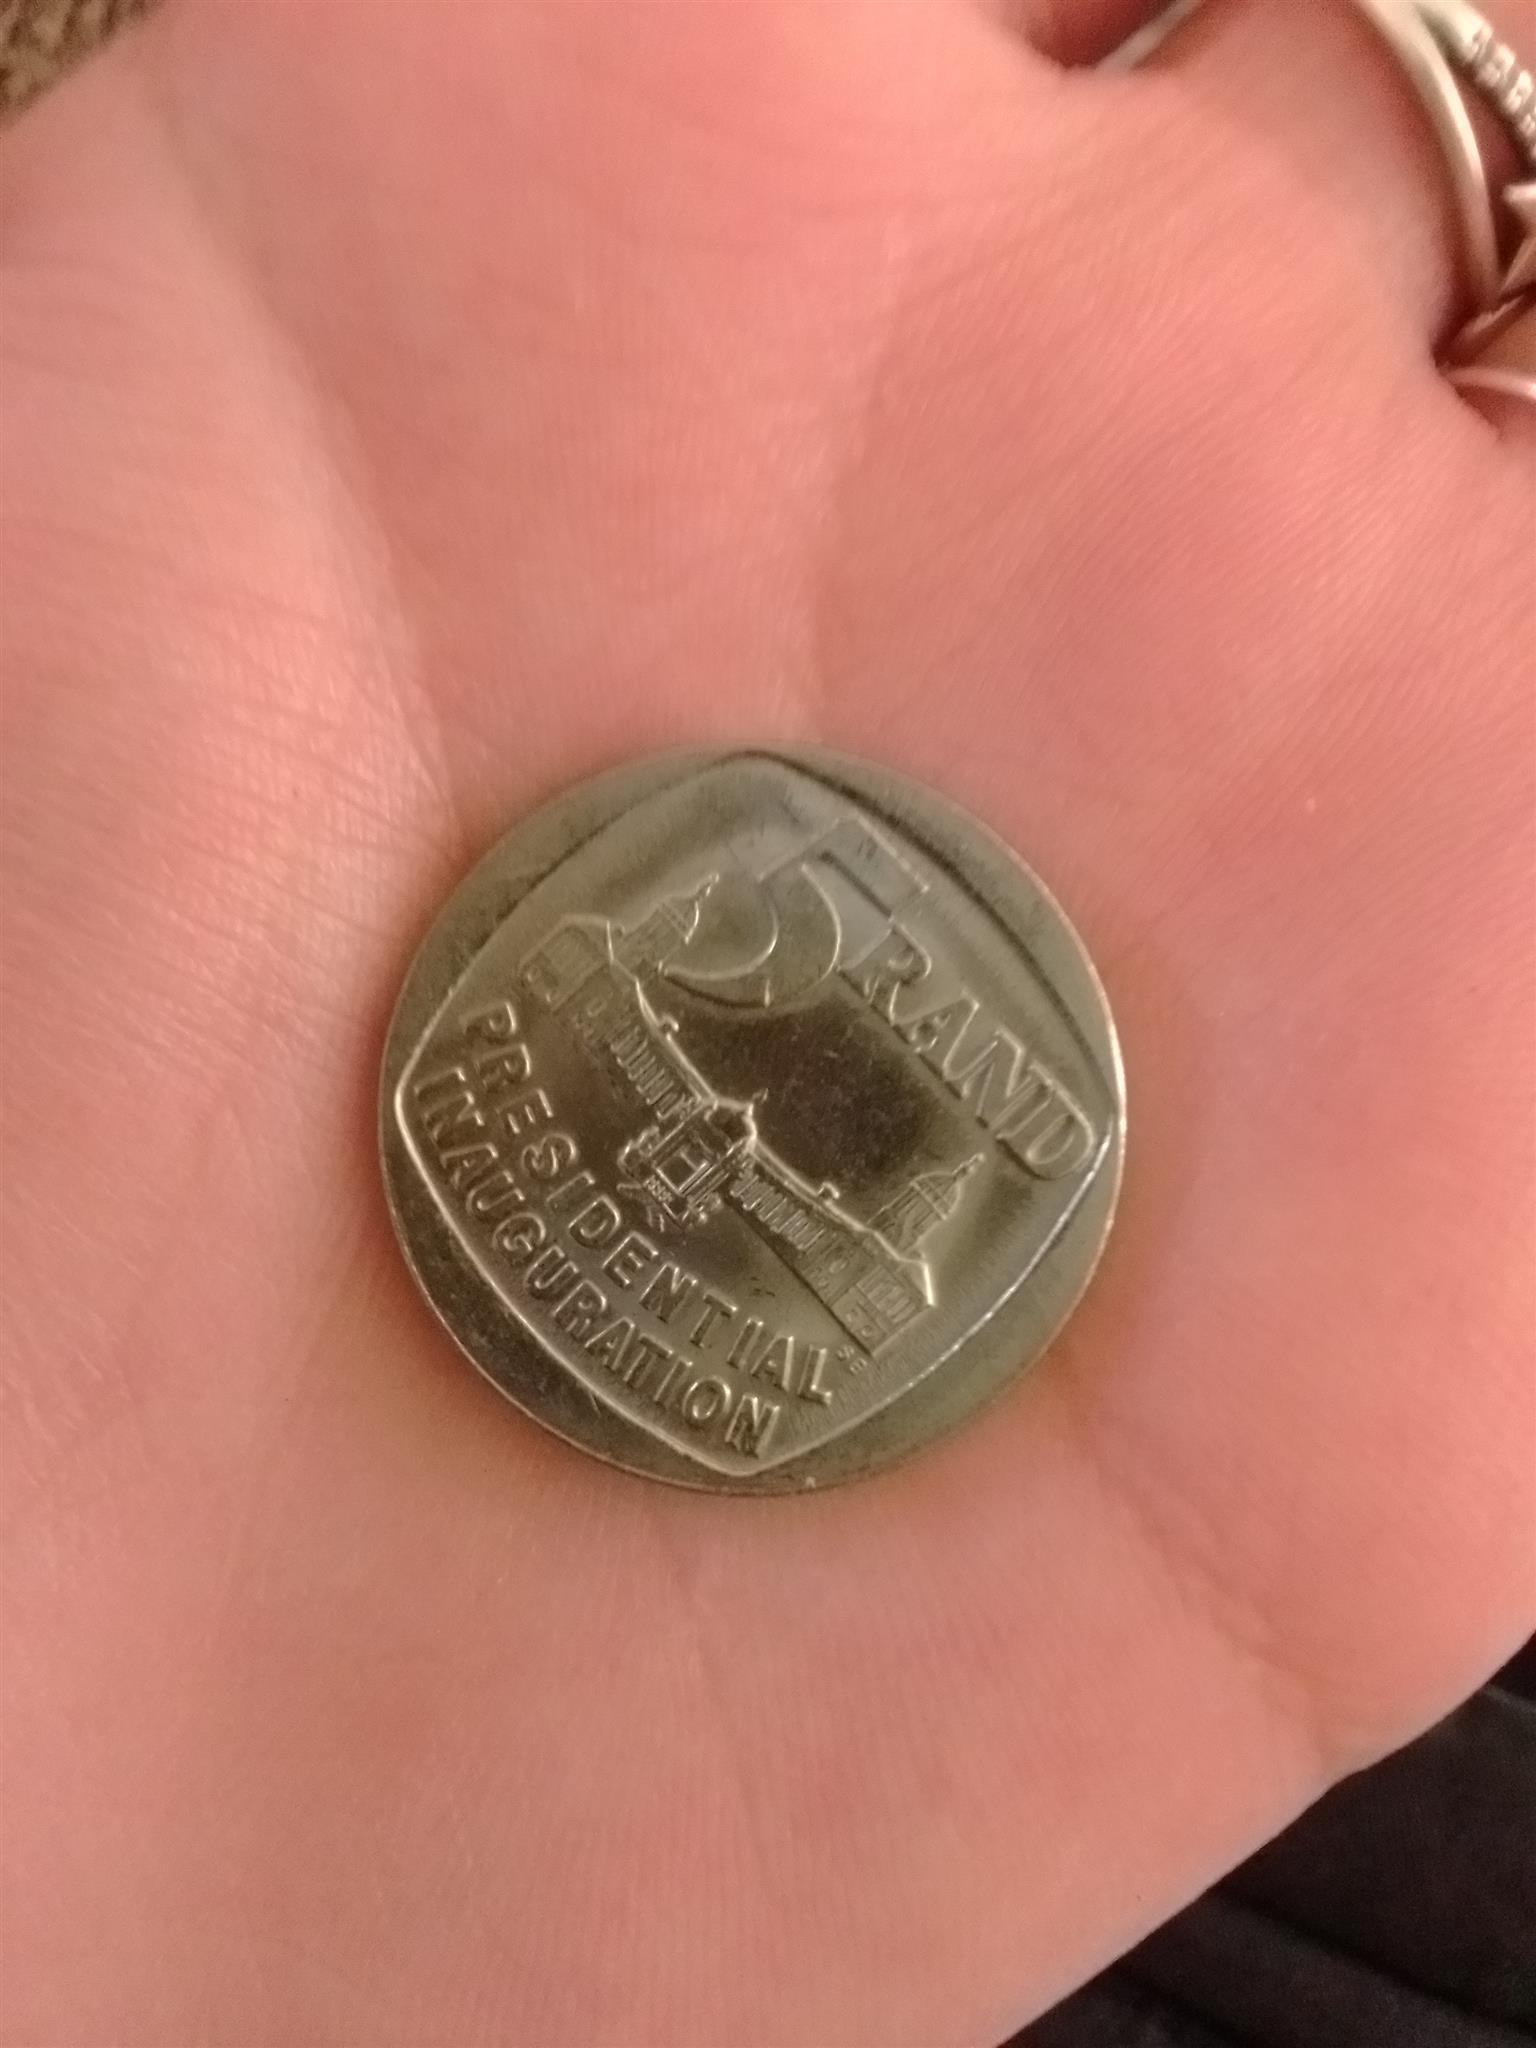 5
RAND
PRESIDENTIAL
INAUGURATION